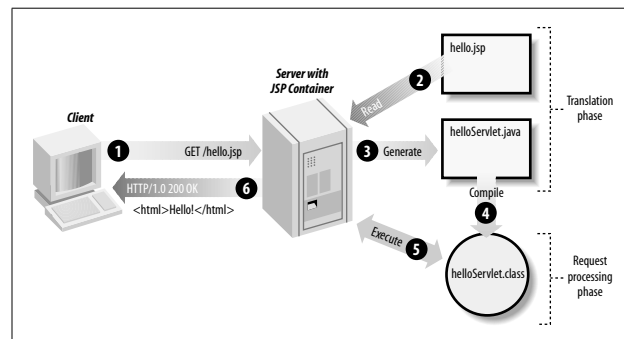 hello.jsp
Server with
JSP Container
2
Read
Translation
phase
Client
1
GET /hello.jsp
3
Generate
helloServlet.java
HTTP/1.0 200 OK
6
<html>Hello!</html>
Compile
4
Execute
5
helloServlet.class
Request
processing
phase